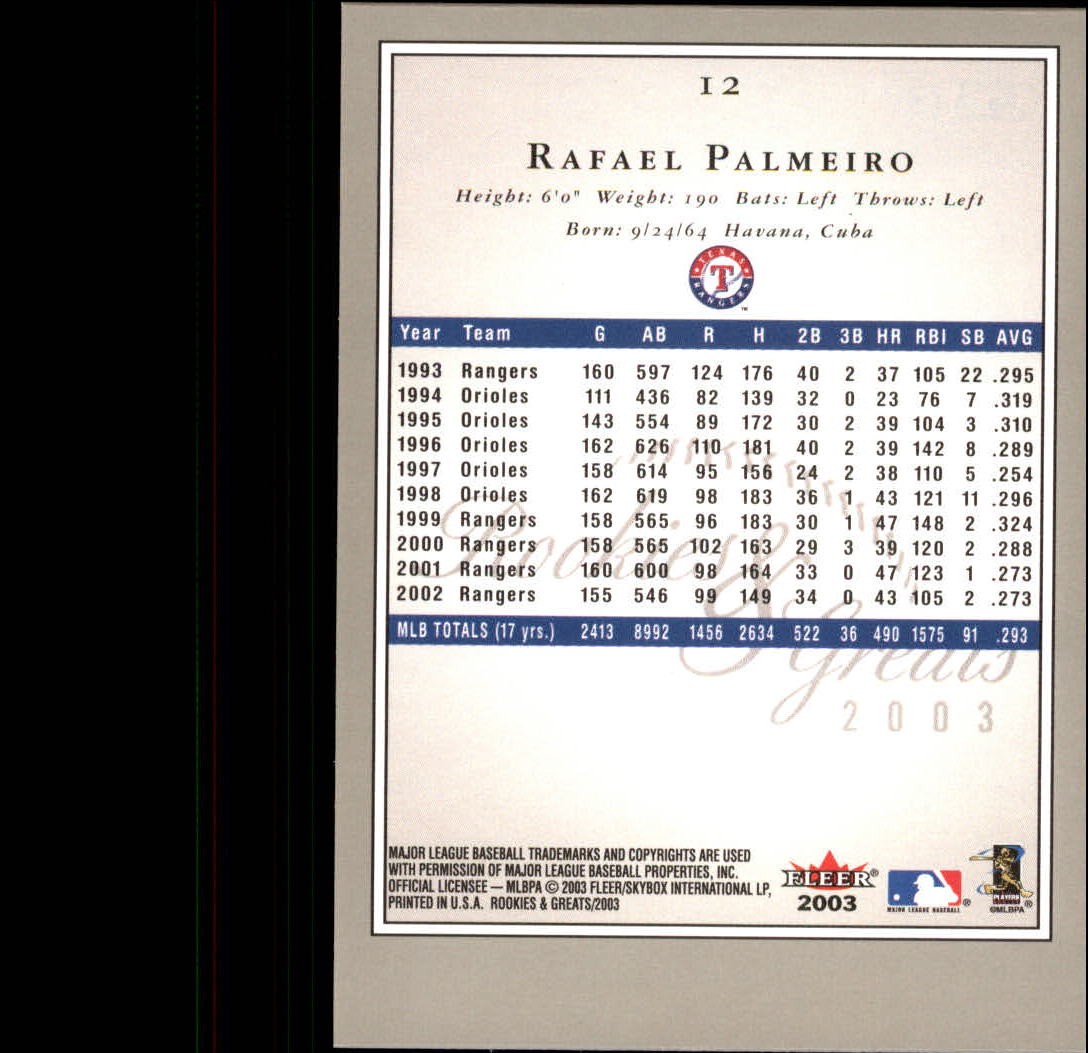 12
RAFAEL PALMEIRO
Height: 6'0" Weight: 190 Bats: Left Throws: Left
Born: 9/24/64 Havana, Cuba
TEXAS
T
RANGERS
™
Year Team G AB R H 2B 3B HR RBI SB AVG
1993 Rangers 160 597 124 176 40 2 37 105 22 .295
1994 Orioles 111 436 82 139 32 0 23 76 7 .319
1995 Orioles 143 554 89 172 30 2 39 104 3 .310
1996 Orioles 162 626 110 181 40 2 39 142 8 .289
1997 Orioles 158 614 95 156 24 2 38 110 5 .254
1998 Orioles 162 619 98 183 36 1 43 121 11 .296
1999 Rangers 158 565 96 183 30 1 47 148 2 .324
2000 Rangers 158 565 102 163 29 3 39 120 2 .288
2001 Rangers 160 600 98 164 33 0 47 123 1 .273
2002 Rangers 155 546 99 149 34 0 43 105 2 .273
MLB TOTALS (17 yrs.) 2413 8992 1456 2634 522 36 490 1575 91 .293
Rookies & Greats
2003
MAJOR LEAGUE BASEBALL TRADEMARKS AND COPYRIGHTS ARE USED
WITH PERMISSION OF MAJOR LEAGUE BASEBALL PROPERTIES, INC.
OFFICIAL LICENSEE — MLBPA © 2003 FLEER/SKYBOX INTERNATIONAL LP,
PRINTED IN U.S.A. ROOKIES & GREATS/2003
FLEER®
2003
MAJOR LEAGUE BASEBALL ®
PLAYERS ®
©MLBPA